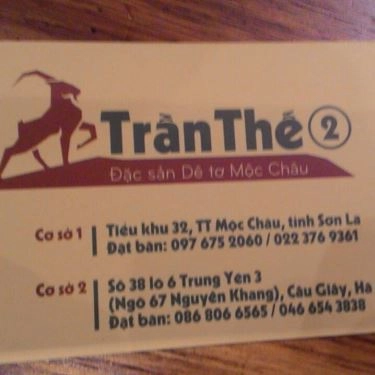 Trần Thế 2
Đặc sản Dê tơ Mộc Châu
Cơ sở 1 Tiểu khu 32, TT Mộc Châu, tỉnh Sơn La
Đặt bàn: 097 675 2060 / 022 376 9361
Cơ sở 2 Số 38 lô 6 Trung Yên 3
(Ngõ 67 Nguyễn Khang), Cầu Giấy, Hà
Đặt bàn: 086 806 6565 / 046 654 3838